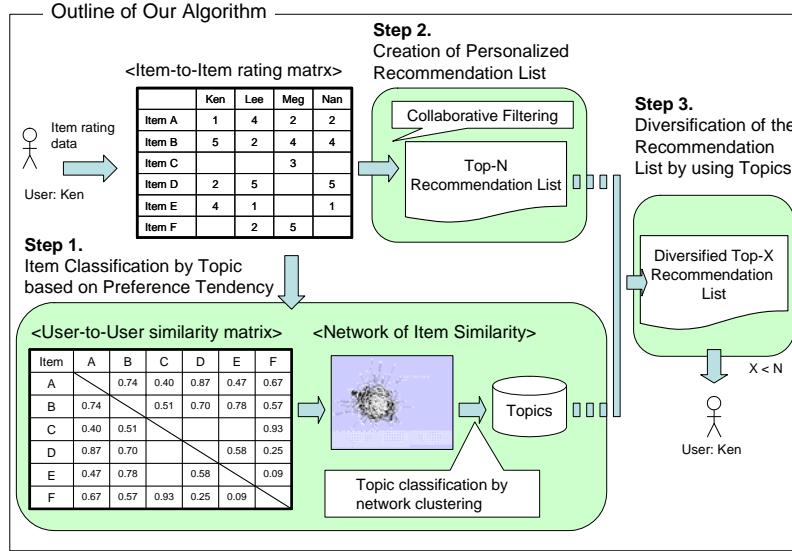 Outline of Our Algorithm
Step 2.
Creation of Personalized
Recommendation List
<Item-to-Item rating matrx>
Ken Lee Meg Nan
Item A 1 4 2 2
Item B 5 2 4 4
Item C 3
Item D 2 5 5
Item E 4 1 1
Item F 2 5
Item rating
data
User: Ken
Collaborative Filtering
Top-N
Recommendation List
Step 3.
Diversification of the
Recommendation
List by using Topics
Diversified Top-X
Recommendation
List
X < N
User: Ken
Step 1.
Item Classification by Topic
based on Preference Tendency
<User-to-User similarity matrix>
Item A B C D E F
A 0.74 0.40 0.87 0.47 0.67
B 0.74 0.51 0.70 0.78 0.57
C 0.40 0.51 0.93
D 0.87 0.70 0.58 0.25
E 0.47 0.78 0.58 0.09
F 0.67 0.57 0.93 0.25 0.09
<Network of Item Similarity>
Topics
Topic classification by
network clustering